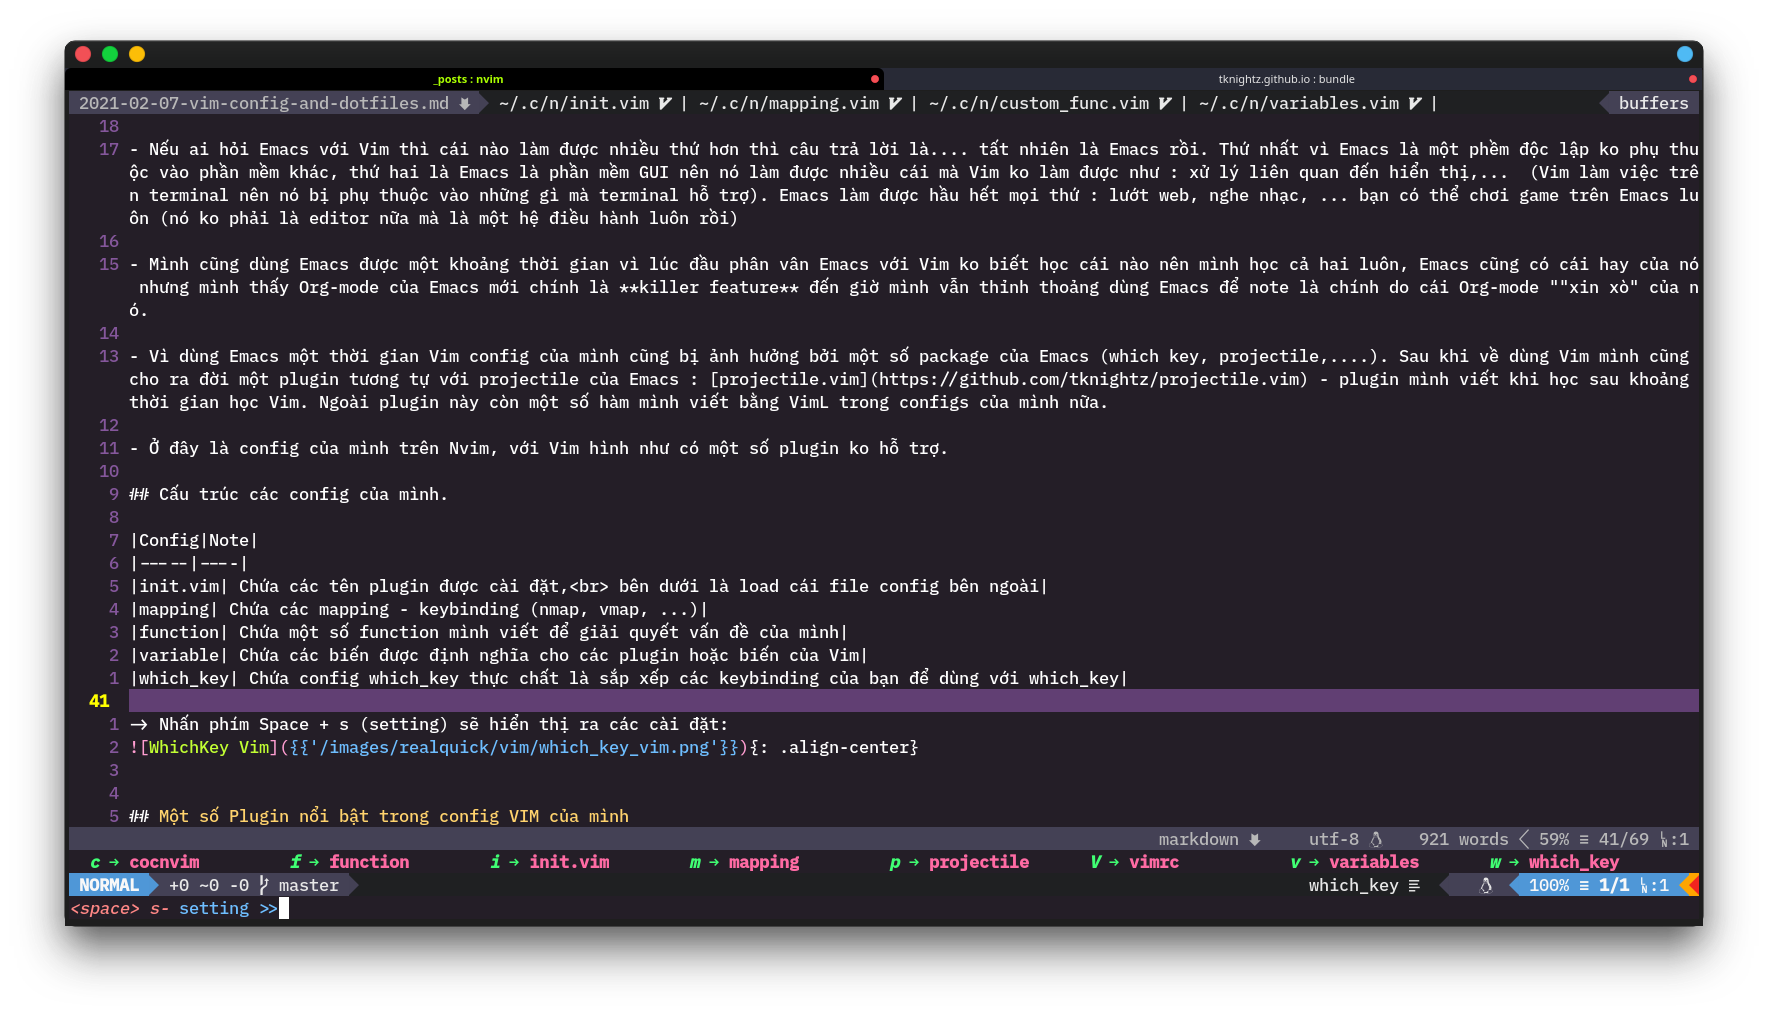 _posts : nvim
tknightz.github.io : bundle
2021-02-07-vim-config-and-dotfiles.md ~/.c/n/init.vim | ~/.c/n/mapping.vim | ~/.c/n/custom_func.vim | ~/.c/n/variables.vim | buffers
18
17 - Nếu ai hỏi Emacs với Vim thì cái nào làm được nhiều thứ hơn thì câu trả lời là.... tất nhiên là Emacs rồi. Thứ nhất vì Emacs là một phềm độc lập ko phụ thu
ộc vào phần mềm khác, thứ hai là Emacs là phần mềm GUI nên nó làm được nhiều cái mà Vim ko làm được như : xử lý liên quan đến hiển thị,...  (Vim làm việc trê
n terminal nên nó bị phụ thuộc vào những gì mà terminal hỗ trợ). Emacs làm được hầu hết mọi thứ : lướt web, nghe nhạc, ... bạn có thể chơi game trên Emacs lu
ôn (nó ko phải là editor nữa mà là một hệ điều hành luôn rồi)
16
15 - Mình cũng dùng Emacs được một khoảng thời gian vì lúc đầu phân vân Emacs với Vim ko biết học cái nào nên mình học cả hai luôn, Emacs cũng có cái hay của nó
nhưng mình thấy Org-mode của Emacs mới chính là **killer feature** đến giờ mình vẫn thỉnh thoảng dùng Emacs để note là chính do cái Org-mode ""xin xò" của n
ó.
14
13 - Vì dùng Emacs một thời gian Vim config của mình cũng bị ảnh hưởng bởi một số package của Emacs (which key, projectile,....). Sau khi về dùng Vim mình cũng
cho ra đời một plugin tương tự với projectile của Emacs : [projectile.vim](https://github.com/tknightz/projectile.vim) - plugin mình viết khi học sau khoảng
thời gian học Vim. Ngoài plugin này còn một số hàm mình viết bằng VimL trong configs của mình nữa.
12
11 - Ở đây là config của mình trên Nvim, với Vim hình như có một số plugin ko hỗ trợ.
10
9 ## Cấu trúc các config của mình.
8
7 |Config|Note|
6 |-----|----|
5 |init.vim| Chứa các tên plugin được cài đặt,<br> bên dưới là load cái file config bên ngoài|
4 |mapping| Chứa các mapping - keybinding (nmap, vmap, ...)|
3 |function| Chứa một số function mình viết để giải quyết vấn đề của mình|
2 |variable| Chứa các biến được định nghĩa cho các plugin hoặc biến của Vim|
1 |which_key| Chứa config which_key thực chất là sắp xếp các keybinding của bạn để dùng với which_key|
41
1 -> Nhấn phím Space + s (setting) sẽ hiển thị ra các cài đặt:
2 ![WhichKey Vim]({{'/images/realquick/vim/which_key_vim.png'}}){: .align-center}
3
4
5 ## Một số Plugin nổi bật trong config VIM của mình
markdown utf-8 921 words 59% ≡ 41/69 :1
c → cocnvim f → function i → init.vim m → mapping p → projectile V → vimrc v → variables w → which_key
NORMAL +0 ~0 -0 master which_key 100% ≡ 1/1 :1
<space> s- setting >>